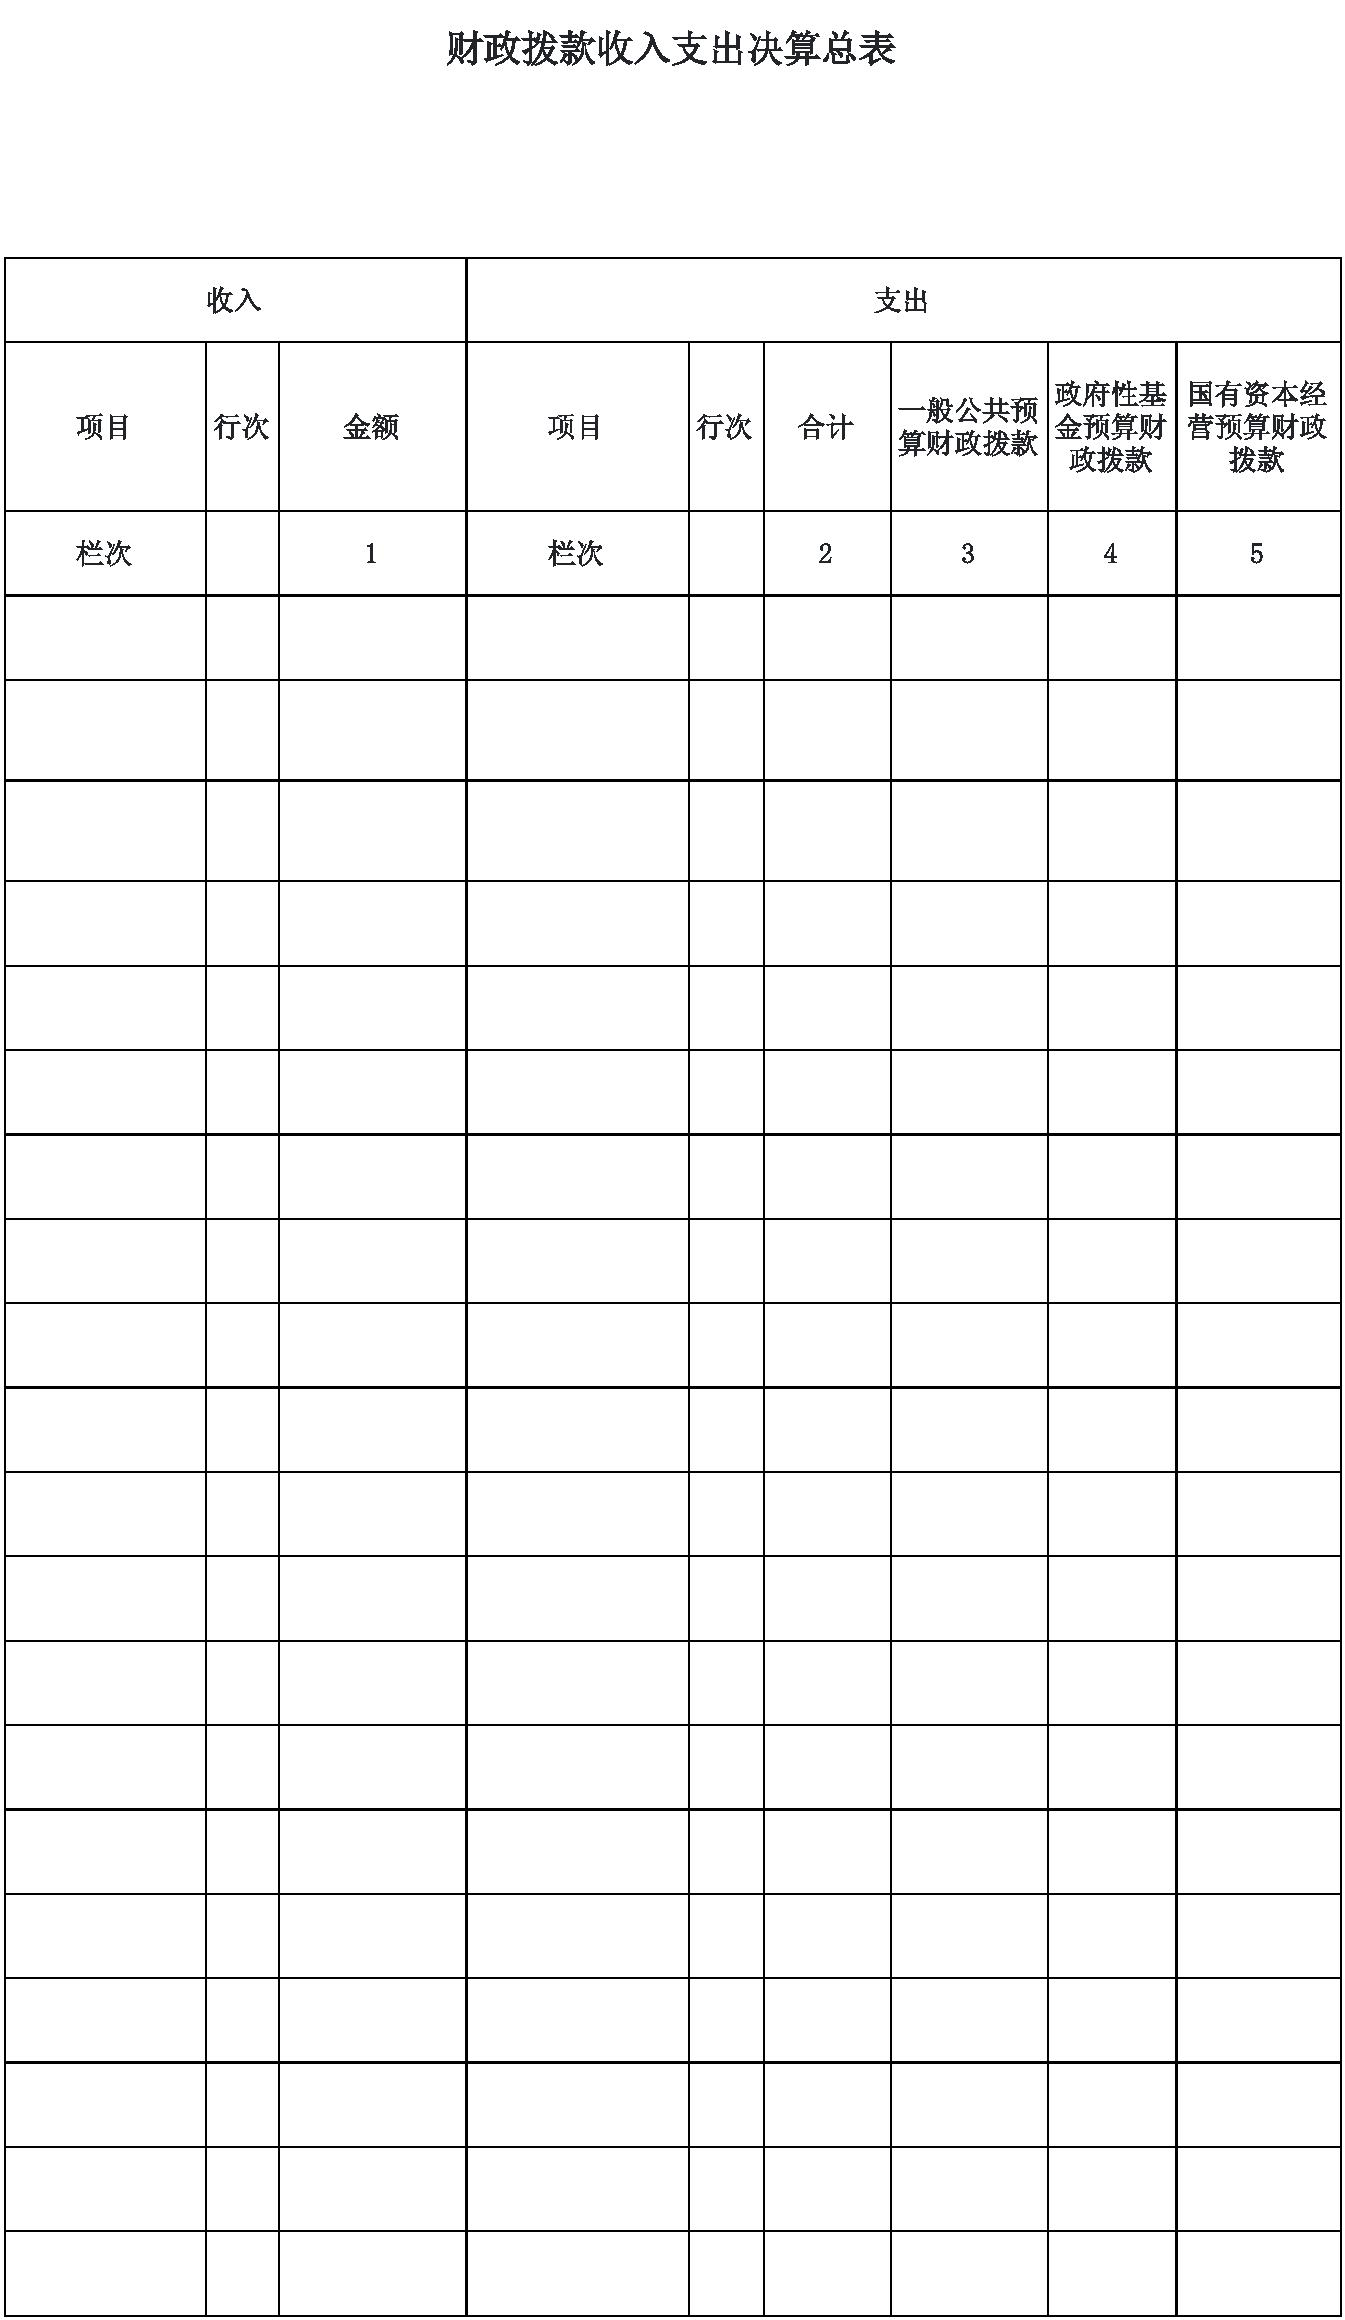 财政拨款收入支出决算总表
收入 支出
项目 行次 金额 项目 行次 合计 一般公共预算财政拨款 政府性基金预算财政拨款 国有资本经营预算财政拨款
栏次 1 栏次 2 3 4 5